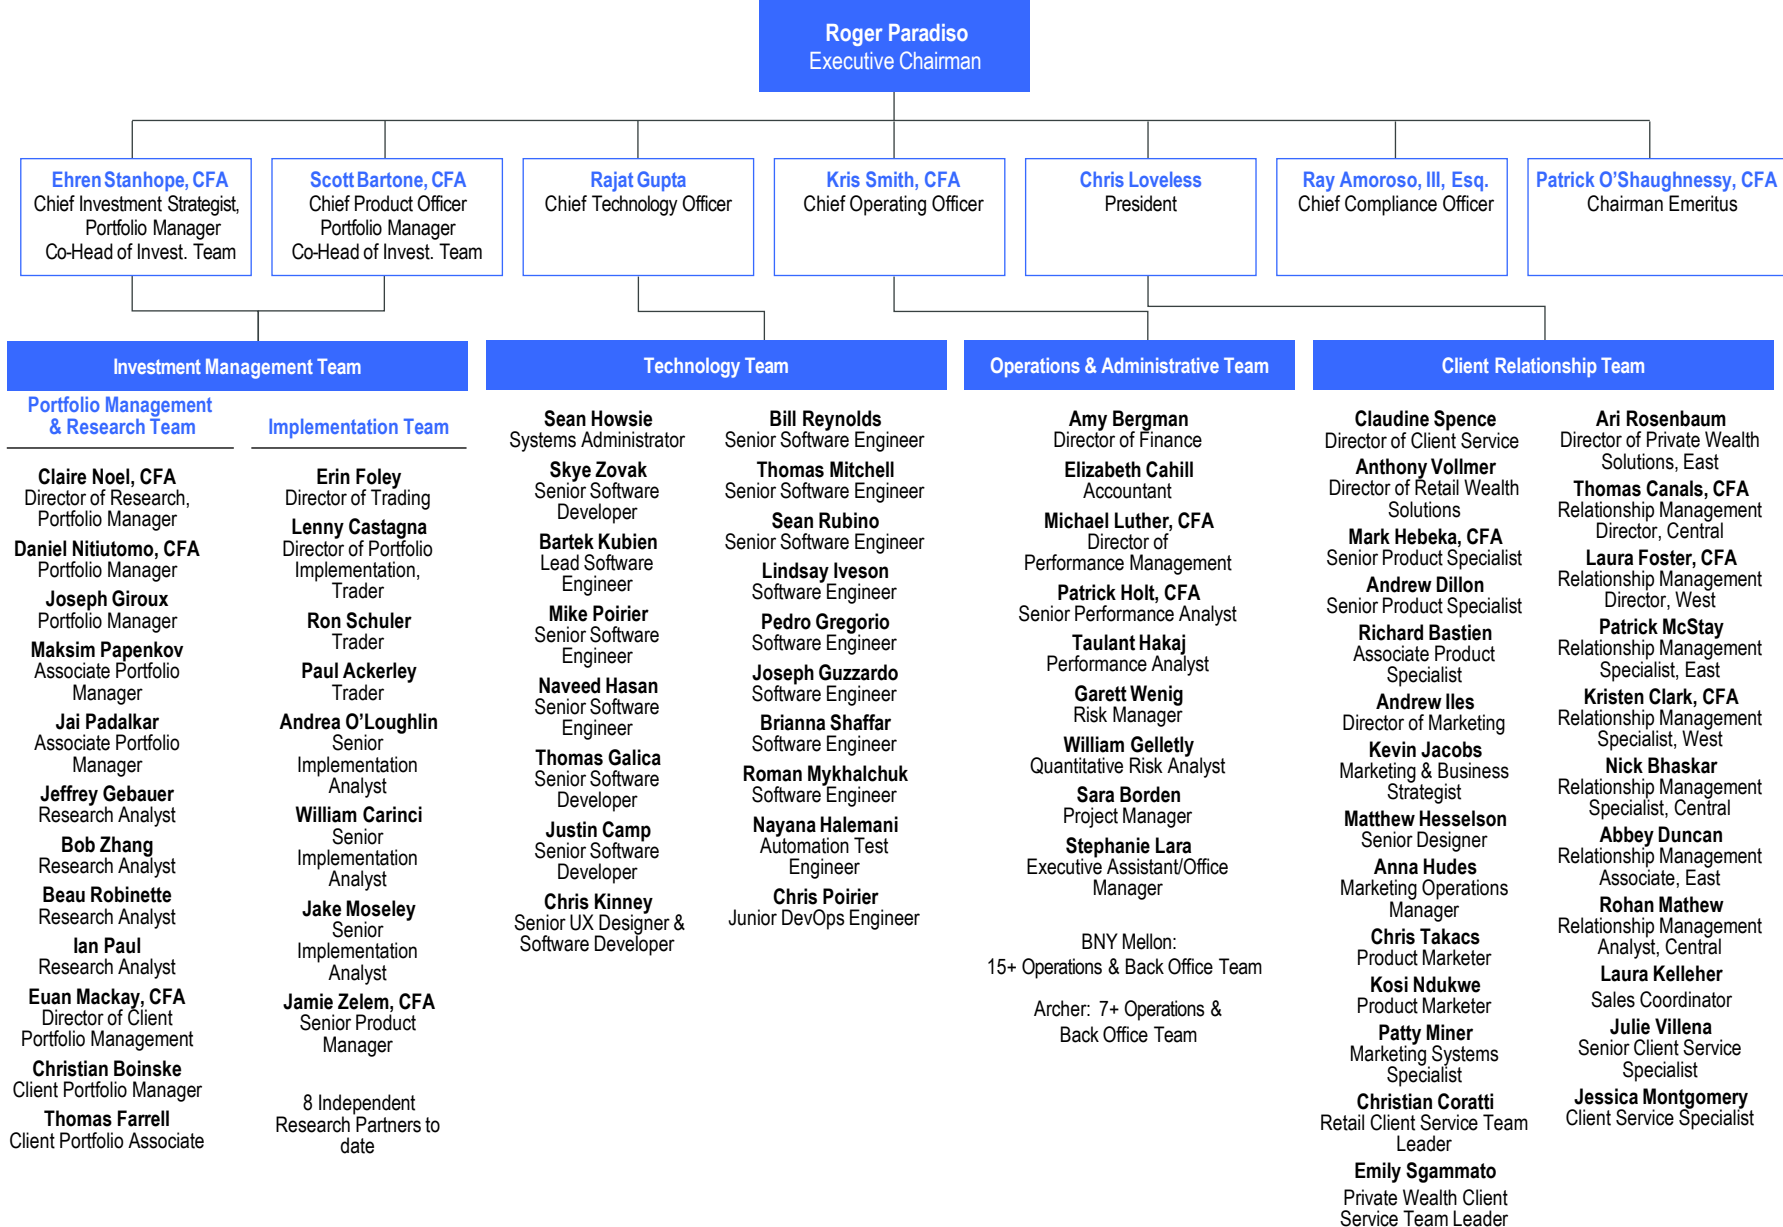 Roger Paradiso
Executive Chairman
Ehren Stanhope, CFA
Chief Investment Strategist,
Portfolio Manager
Co-Head of Invest. Team
Scott Bartone, CFA
Chief Product Officer
Portfolio Manager
Co-Head of Invest. Team
Rajat Gupta
Chief Technology Officer
Kris Smith, CFA
Chief Operating Officer
Chris Loveless
President
Ray Amoroso, III, Esq.
Chief Compliance Officer
Patrick O'Shaughnessy, CFA
Chairman Emeritus
Investment Management Team
Portfolio Management
& Research Team
Claire Noel, CFA
Director of Research,
Portfolio Manager
Daniel Nitiutomo, CFA
Portfolio Manager
Joseph Giroux
Portfolio Manager
Maksim Papenkov
Associate Portfolio
Manager
Jai Padalkar
Associate Portfolio
Manager
Jeffrey Gebauer
Research Analyst
Bob Zhang
Research Analyst
Beau Robinette
Research Analyst
Ian Paul
Research Analyst
Euan Mackay, CFA
Director of Client
Portfolio Management
Christian Boinske
Client Portfolio Manager
Thomas Farrell
Client Portfolio Associate
Implementation Team
Erin Foley
Director of Trading
Lenny Castagna
Director of Portfolio
Implementation,
Trader
Ron Schuler
Trader
Paul Ackerley
Trader
Andrea O'Loughlin
Senior
Implementation
Analyst
William Carinci
Senior
Implementation
Analyst
Jake Moseley
Senior
Implementation
Analyst
Jamie Zelem, CFA
Senior Product
Manager
8 Independent
Research Partners to
date
Technology Team
Sean Howsie
Systems Administrator
Skye Zovak
Senior Software
Developer
Bartek Kubien
Lead Software
Engineer
Mike Poirier
Senior Software
Engineer
Naveed Hasan
Senior Software
Engineer
Thomas Galica
Senior Software
Developer
Justin Camp
Senior Software
Developer
Chris Kinney
Senior UX Designer &
Software Developer
Bill Reynolds
Senior Software Engineer
Thomas Mitchell
Senior Software Engineer
Sean Rubino
Senior Software Engineer
Lindsay Iveson
Software Engineer
Pedro Gregorio
Software Engineer
Joseph Guzzardo
Software Engineer
Brianna Shaffar
Software Engineer
Roman Mykhalchuk
Software Engineer
Nayana Halemani
Automation Test
Engineer
Chris Poirier
Junior DevOps Engineer
Operations & Administrative Team
Amy Bergman
Director of Finance
Elizabeth Cahill
Accountant
Michael Luther, CFA
Director of
Performance Management
Patrick Holt, CFA
Senior Performance Analyst
Taulant Hakaj
Performance Analyst
Garett Wenig
Risk Manager
William Gelletly
Quantitative Risk Analyst
Sara Borden
Project Manager
Stephanie Lara
Executive Assistant/Office
Manager
BNY Mellon:
15+ Operations & Back Office Team
Archer: 7+ Operations &
Back Office Team
Client Relationship Team
Claudine Spence
Director of Client Service
Anthony Vollmer
Director of Retail Wealth
Solutions
Mark Hebeka, CFA
Senior Product Specialist
Andrew Dillon
Senior Product Specialist
Richard Bastien
Associate Product
Specialist
Andrew Iles
Director of Marketing
Kevin Jacobs
Marketing & Business
Strategist
Matthew Hesselson
Senior Designer
Anna Hudes
Marketing Operations
Manager
Chris Takacs
Product Marketer
Kosi Ndukwe
Product Marketer
Patty Miner
Marketing Systems
Specialist
Christian Coratti
Retail Client Service Team
Leader
Emily Sgammato
Private Wealth Client
Service Team Leader
Ari Rosenbaum
Director of Private Wealth
Solutions, East
Thomas Canals, CFA
Relationship Management
Director, Central
Laura Foster, CFA
Relationship Management
Director, West
Patrick McStay
Relationship Management
Specialist, East
Kristen Clark, CFA
Relationship Management
Specialist, West
Nick Bhaskar
Relationship Management
Specialist, Central
Abbey Duncan
Relationship Management
Associate, East
Rohan Mathew
Relationship Management
Analyst, Central
Laura Kelleher
Sales Coordinator
Julie Villena
Senior Client Service
Specialist
Jessica Montgomery
Client Service Specialist